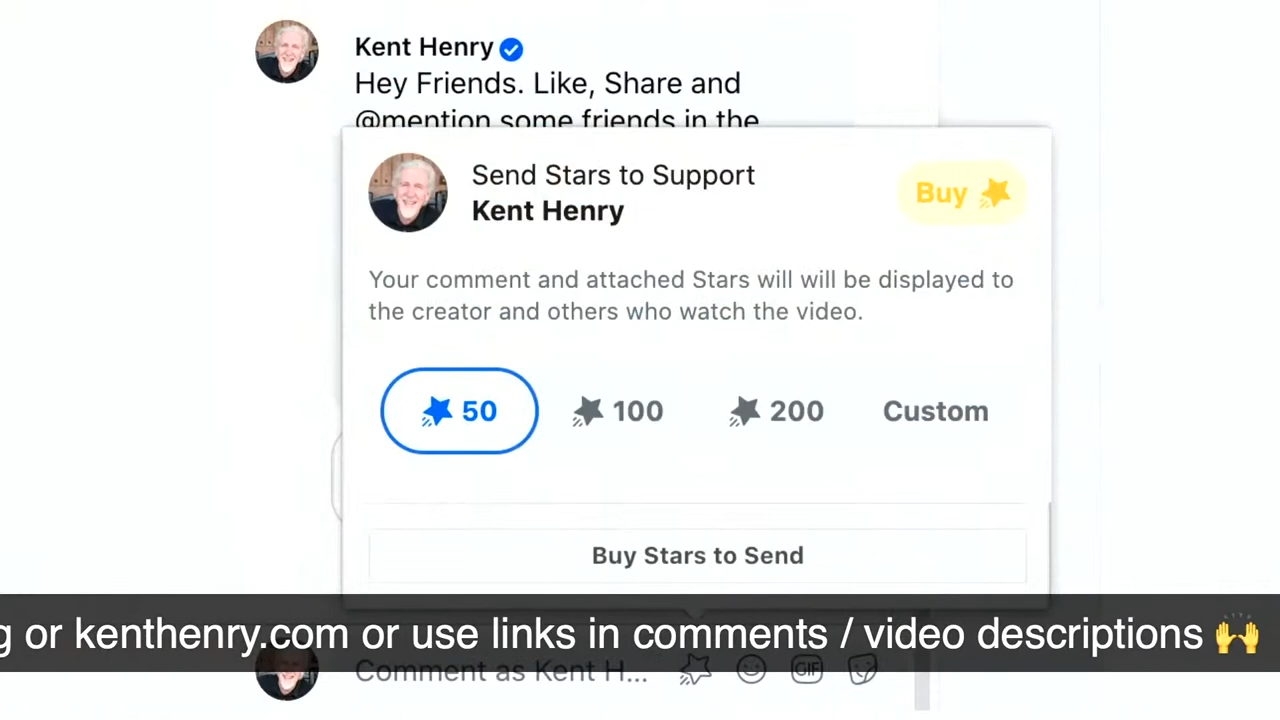 Kent Henry
Hey Friends. Like, Share and
@mention some friends in the
Send Stars to Support
Kent Henry
Buy
Your comment and attached Stars will will be displayed to
the creator and others who watch the video.
50 100 200 Custom
Buy Stars to Send
g or kenthenry.com or use links in comments / video descriptions 🙌
Comment as Kent H... GIF